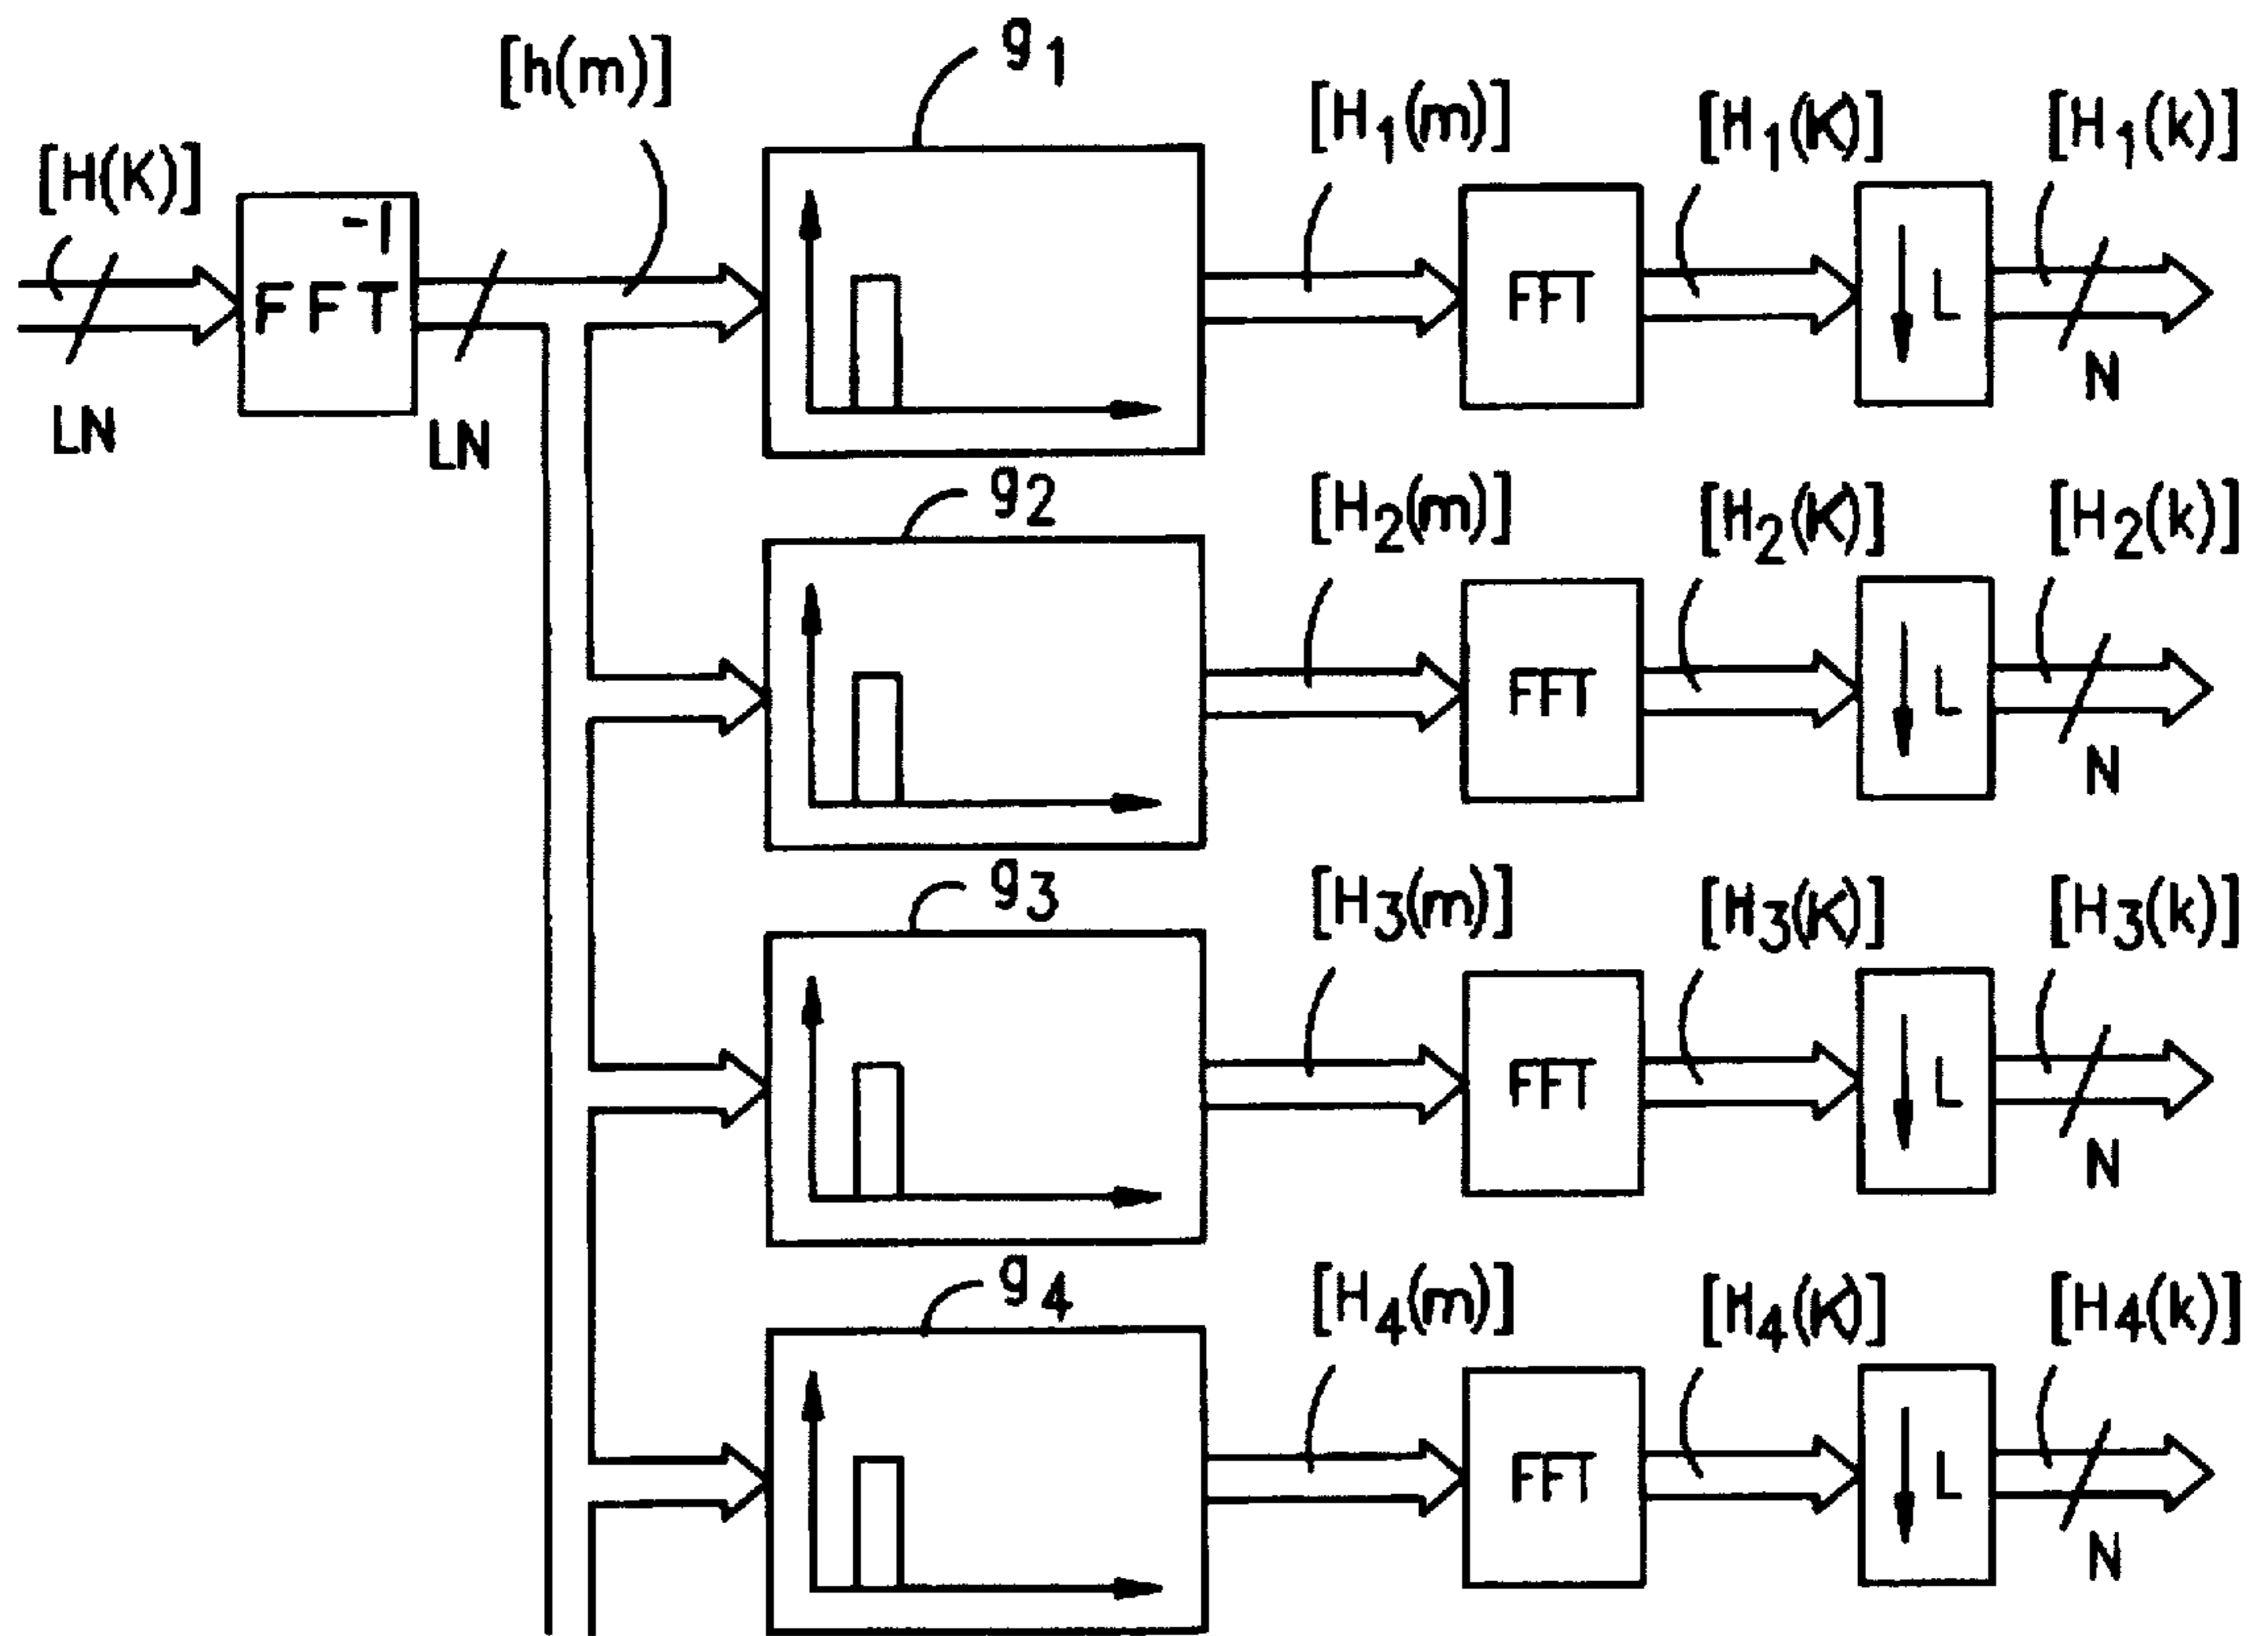 [h(m)]
g1
[H1(m)]
[H1(K)]
[H1(k)]
[H(K)]
FFT-1
FFT
L
N
LN
LN
g2
[H2(m)]
[H2(K)]
[H2(k)]
FFT
L
N
g3
[H3(m)]
[H3(K)]
[H3(k)]
FFT
L
N
g4
[H4(m)]
[H4(K)]
[H4(k)]
FFT
L
N